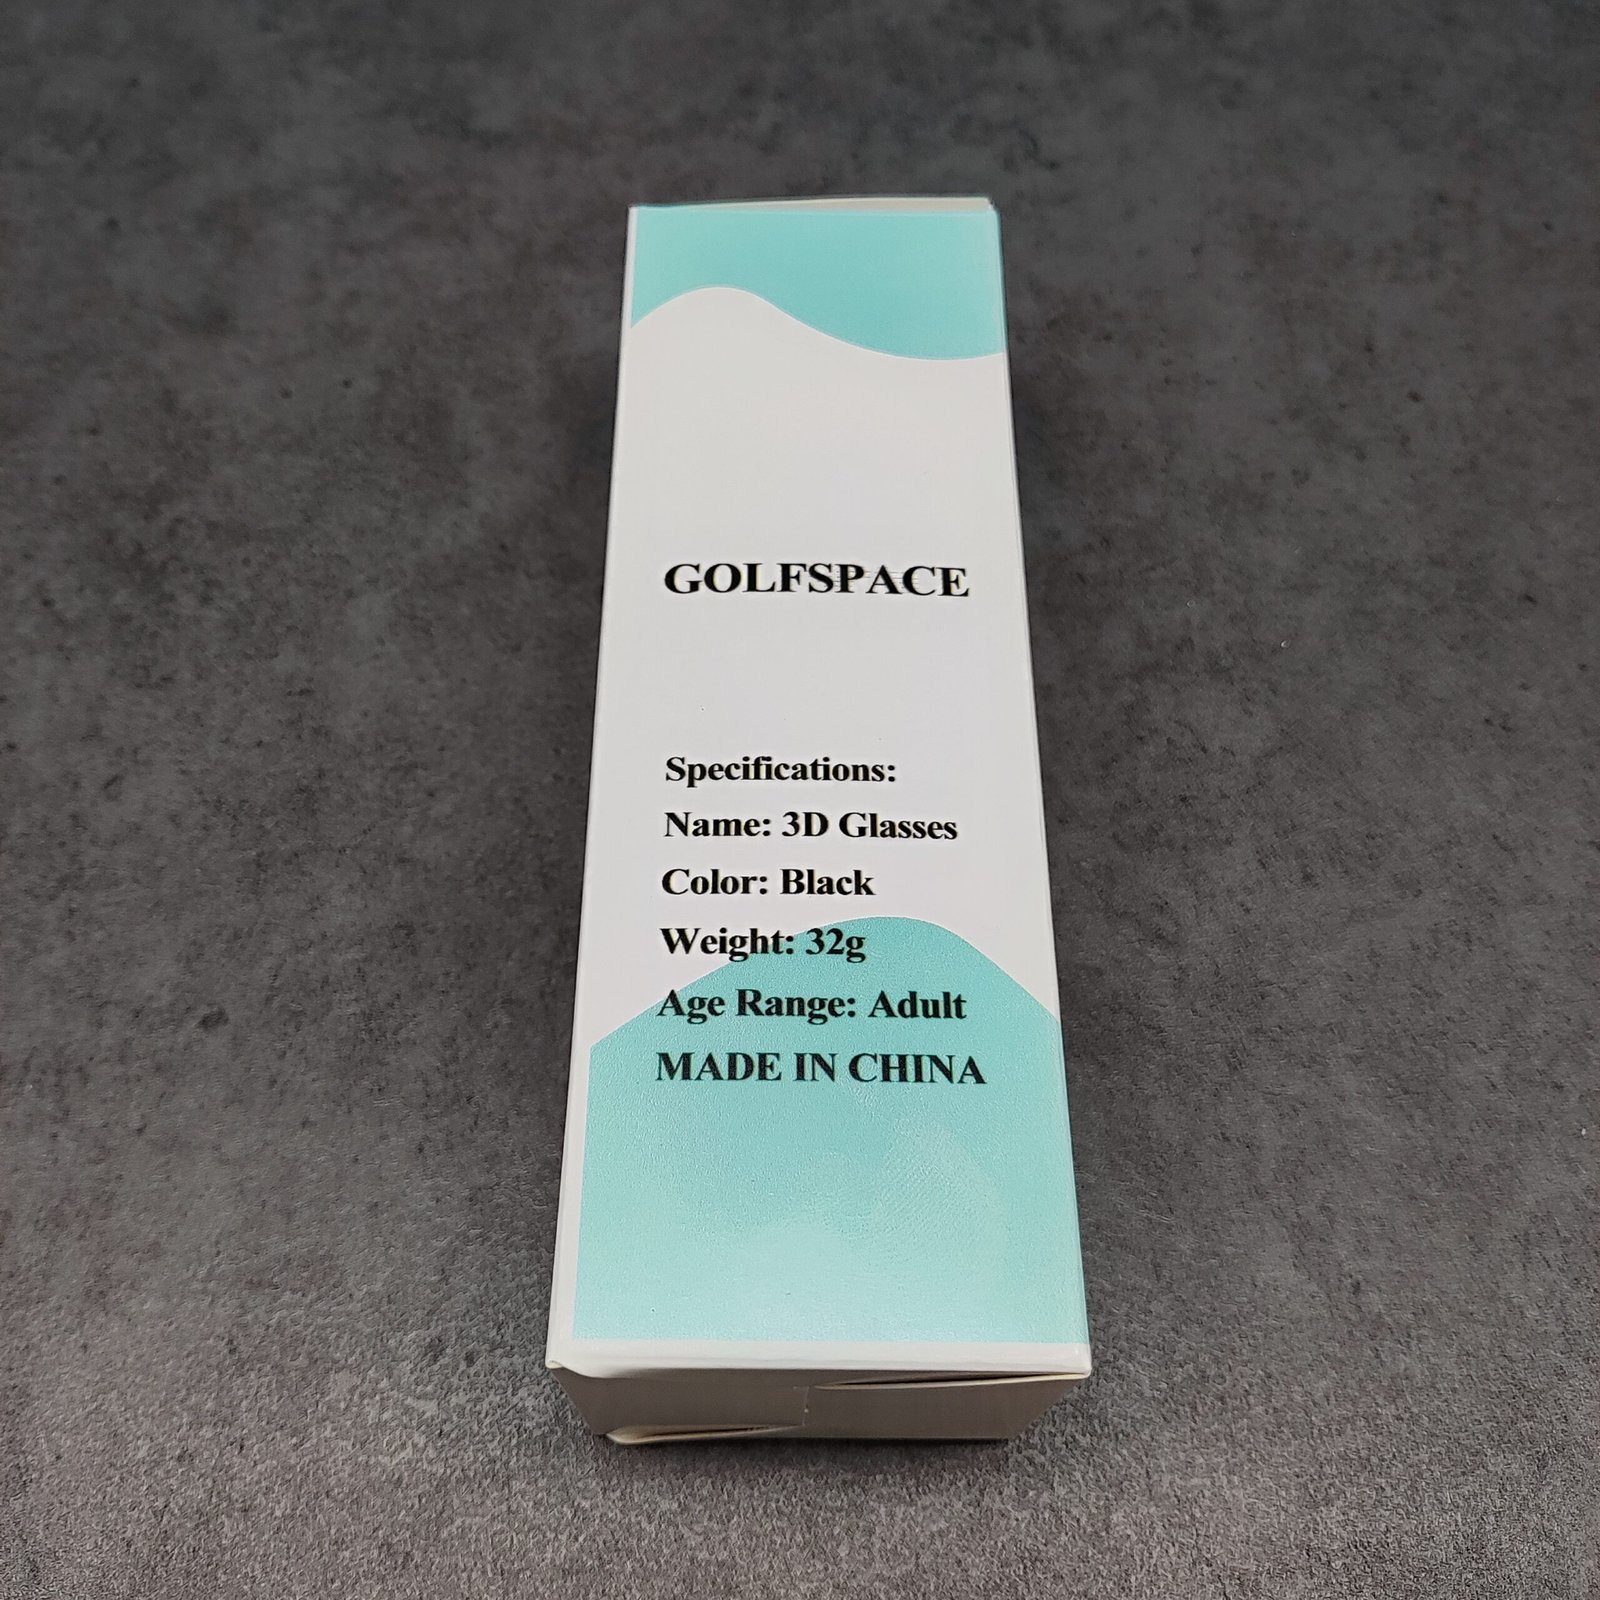 GOLFSPACE
Specifications:
Name: 3D Glasses
Color: Black
Weight: 32g
Age Range: Adult
MADE IN CHINA